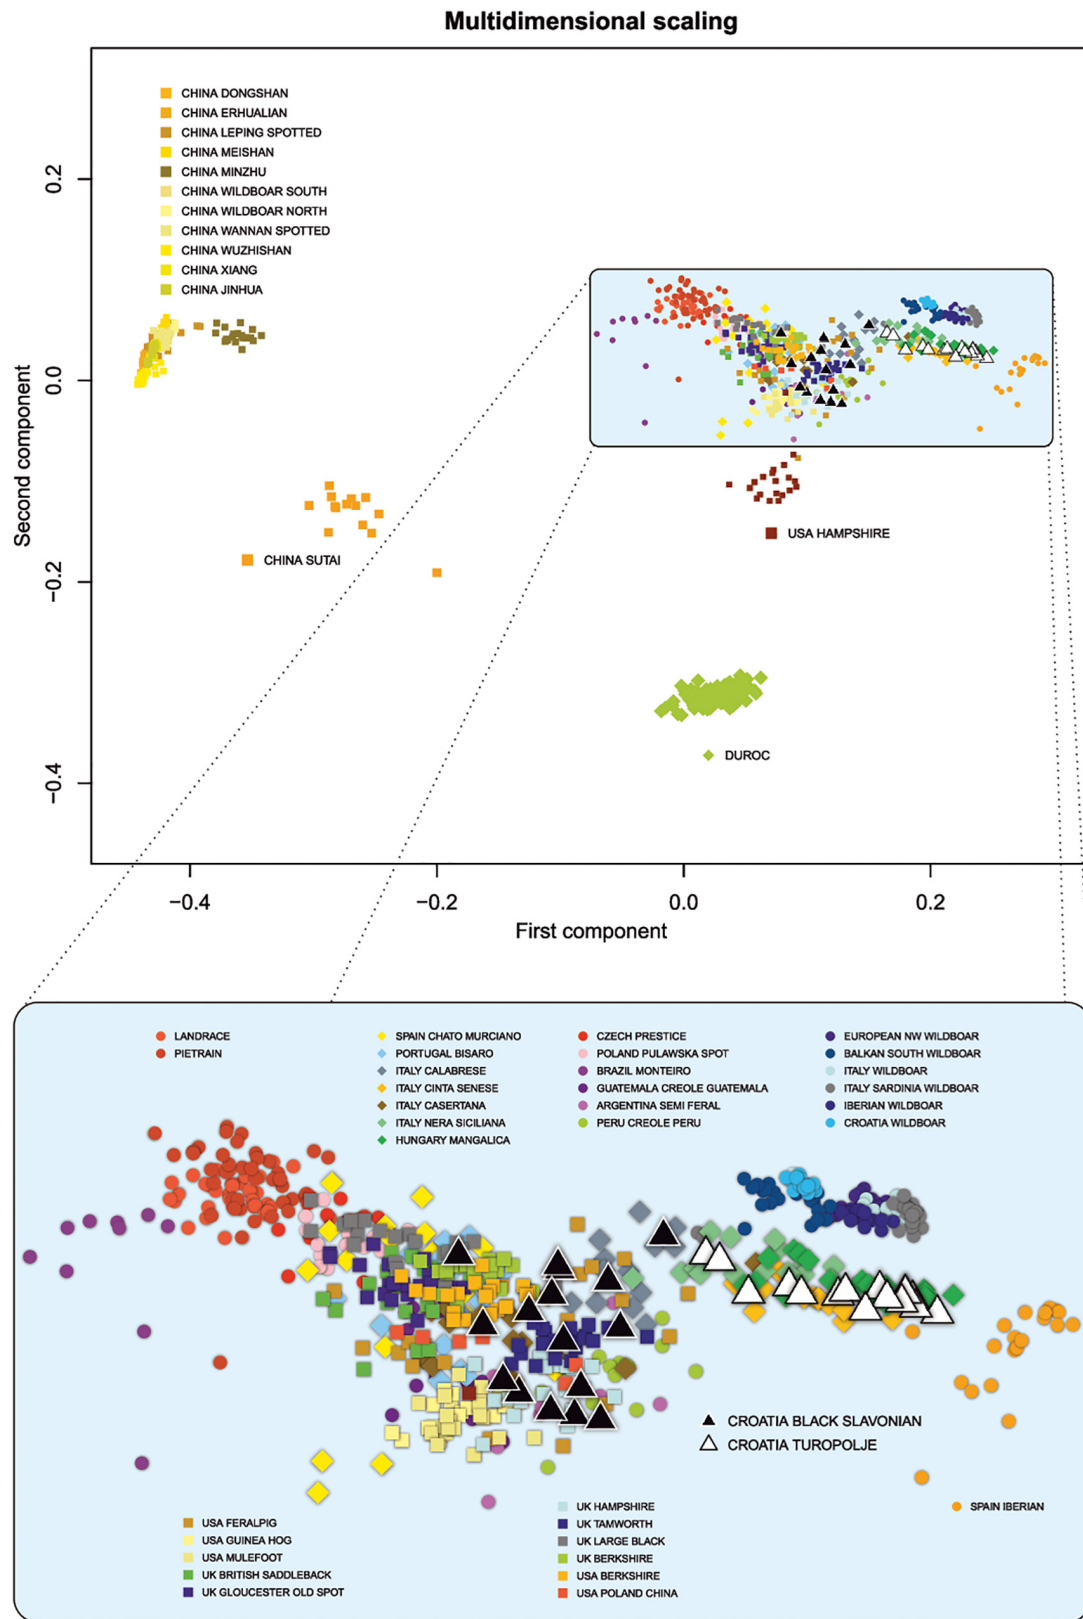 Multidimensional scaling
CHINA DONGSHAN
CHINA ERHUALIAN
CHINA LEPING SPOTTED
CHINA MEISHAN
CHINA MINZHU
CHINA WILDBOAR SOUTH
CHINA WILDBOAR NORTH
CHINA WANNAN SPOTTED
CHINA WUZHISHAN
CHINA XIANG
CHINA JINHUA
0.2
0.0
−0.2
−0.4
Second component
CHINA SUTAI
USA HAMPSHIRE
DUROC
−0.4 −0.2 0.0 0.2
First component
LANDRACE
PIETRAIN
SPAIN CHATO MURCIANO
PORTUGAL BISARO
ITALY CALABRESE
ITALY CINTA SENESE
ITALY CASERTANA
ITALY NERA SICILIANA
HUNGARY MANGALICA
CZECH PRESTICE
POLAND PULAWSKA SPOT
BRAZIL MONTEIRO
GUATEMALA CREOLE GUATEMALA
ARGENTINA SEMI FERAL
PERU CREOLE PERU
EUROPEAN NW WILDBOAR
BALKAN SOUTH WILDBOAR
ITALY WILDBOAR
ITALY SARDINIA WILDBOAR
IBERIAN WILDBOAR
CROATIA WILDBOAR
CROATIA BLACK SLAVONIAN
CROATIA TUROPOLJE
USA FERALPIG
USA GUINEA HOG
USA MULEFOOT
UK BRITISH SADDLEBACK
UK GLOUCESTER OLD SPOT
UK HAMPSHIRE
UK TAMWORTH
UK LARGE BLACK
UK BERKSHIRE
USA BERKSHIRE
USA POLAND CHINA
SPAIN IBERIAN